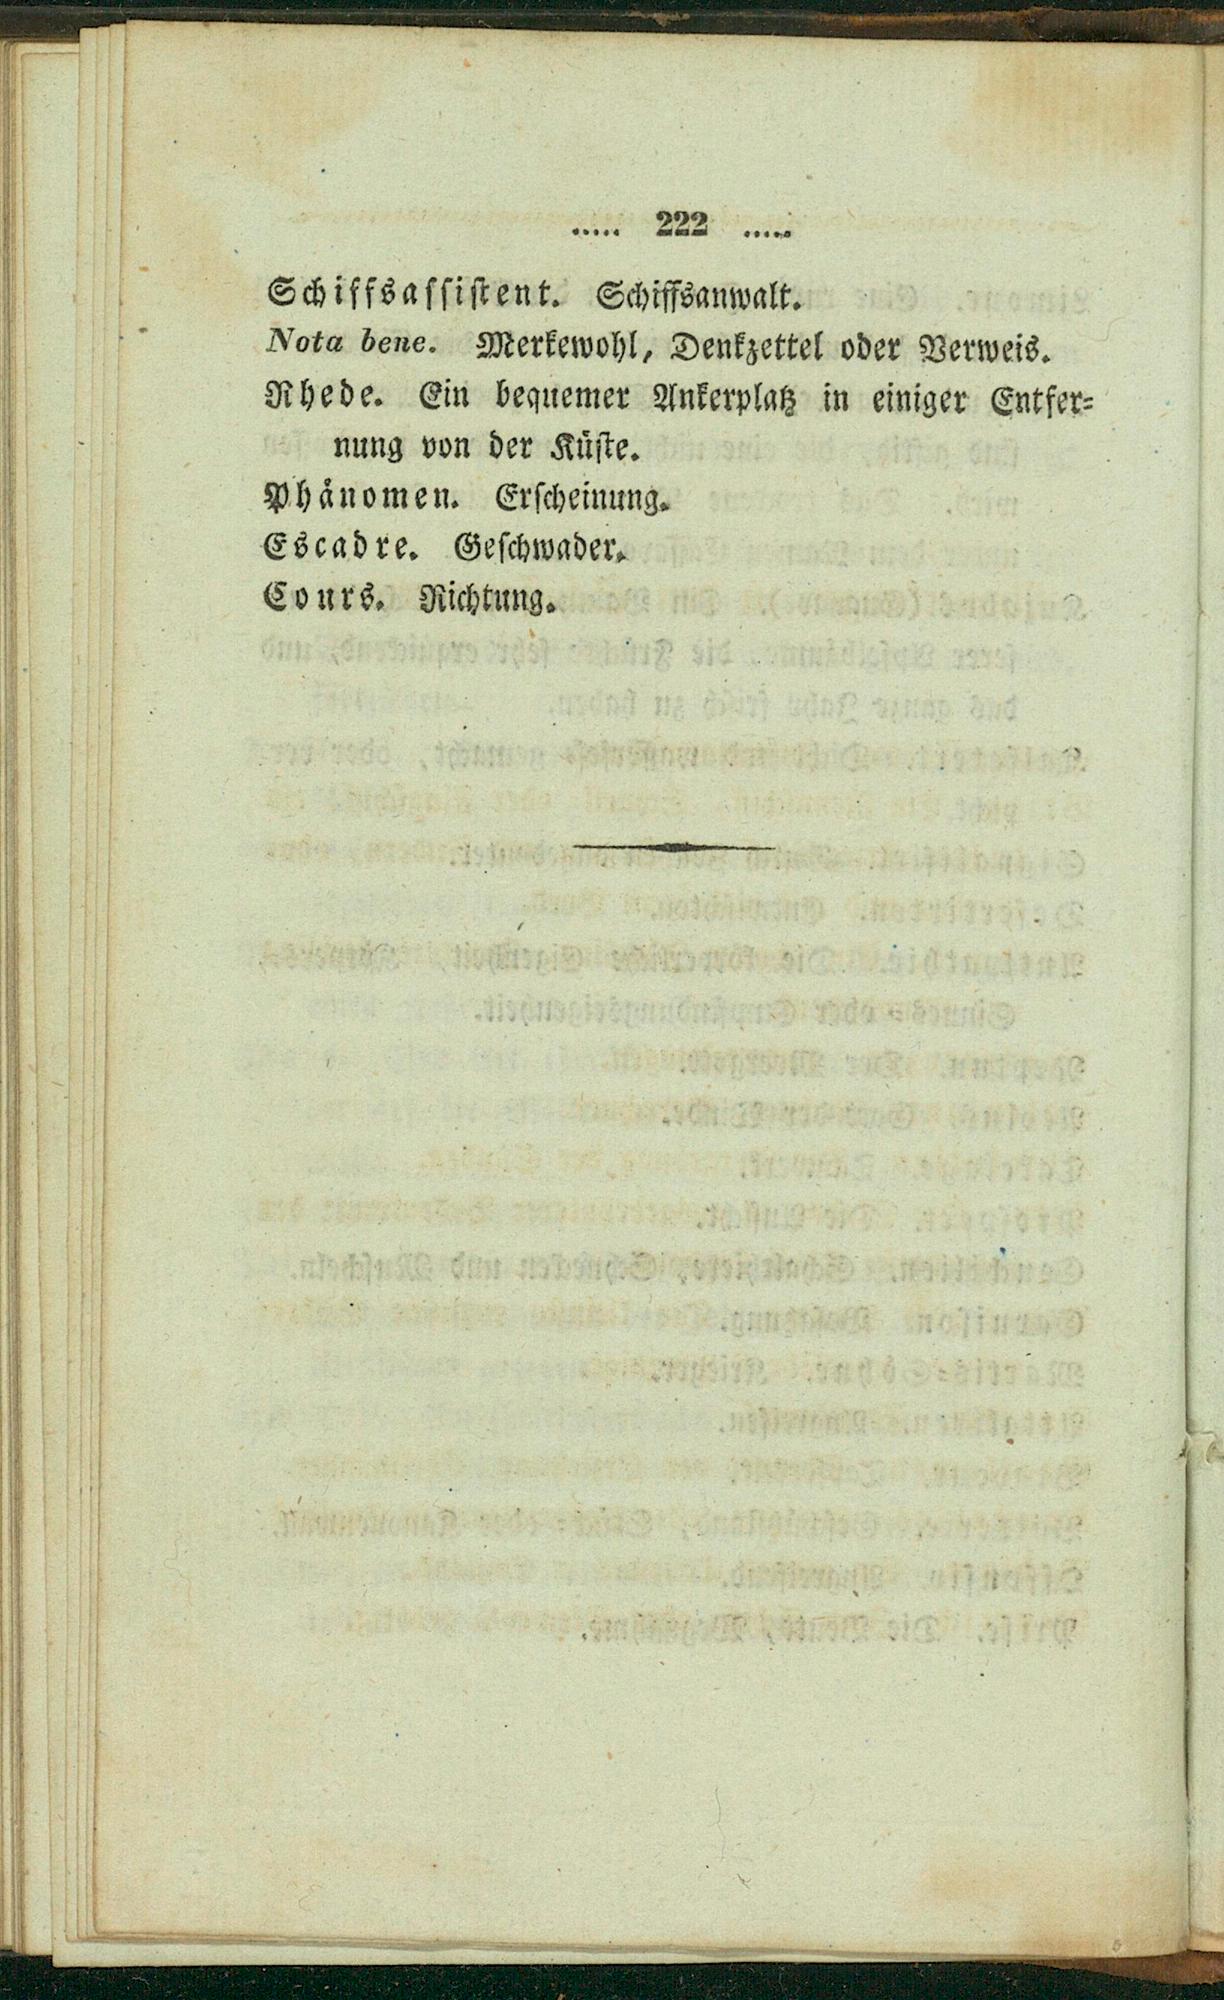 ..... 222 .....
Schiffsassistent. Schiffsanwalt.
Nota bene. Merkewohl, Denkzettel oder Verweis.
Rhede. Ein bequemer Ankerplatz in einiger Entfer-
nung von der Küste.
Phänomen. Erscheinung.
Escadre. Geschwader.
Cours. Richtung.